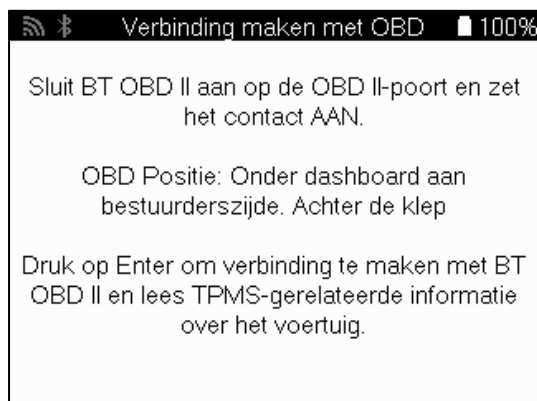 Verbinding maken met OBD 100%
Sluit BT OBD II aan op de OBD II-poort en zet
het contact AAN.
OBD Positie: Onder dashboard aan
bestuurderszijde. Achter de klep
Druk op Enter om verbinding te maken met BT
OBD II en lees TPMS-gerelateerde informatie
over het voertuig.